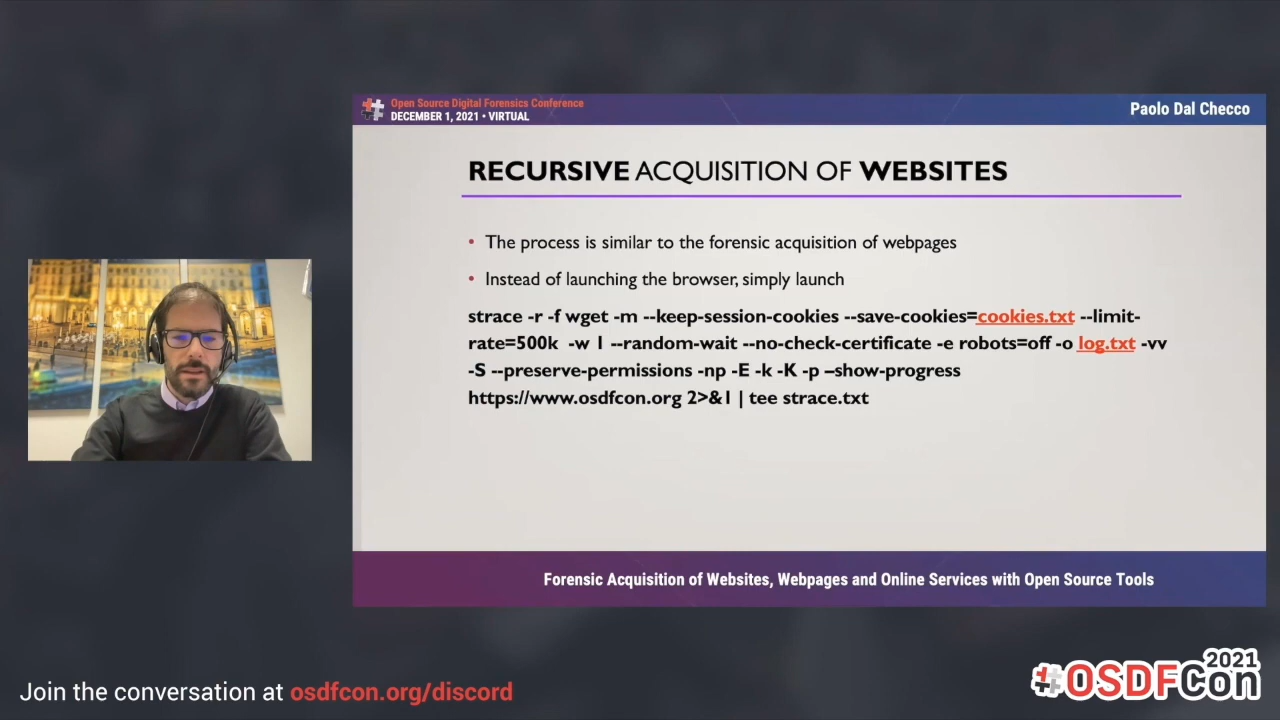 Open Source Digital Forensics Conference
DECEMBER 1, 2021 • VIRTUAL
Paolo Dal Checco
RECURSIVE ACQUISITION OF WEBSITES
• The process is similar to the forensic acquisition of webpages
• Instead of launching the browser, simply launch
strace -r -f wget -m --keep-session-cookies --save-cookies=cookies.txt --limit-
rate=500k -w 1 --random-wait --no-check-certificate -e robots=off -o log.txt -vv
-S --preserve-permissions -np -E -k -K -p –show-progress
https://www.osdfcon.org 2>&1 | tee strace.txt
Forensic Acquisition of Websites, Webpages and Online Services with Open Source Tools
Join the conversation at osdfcon.org/discord
2021
#OSDFCon